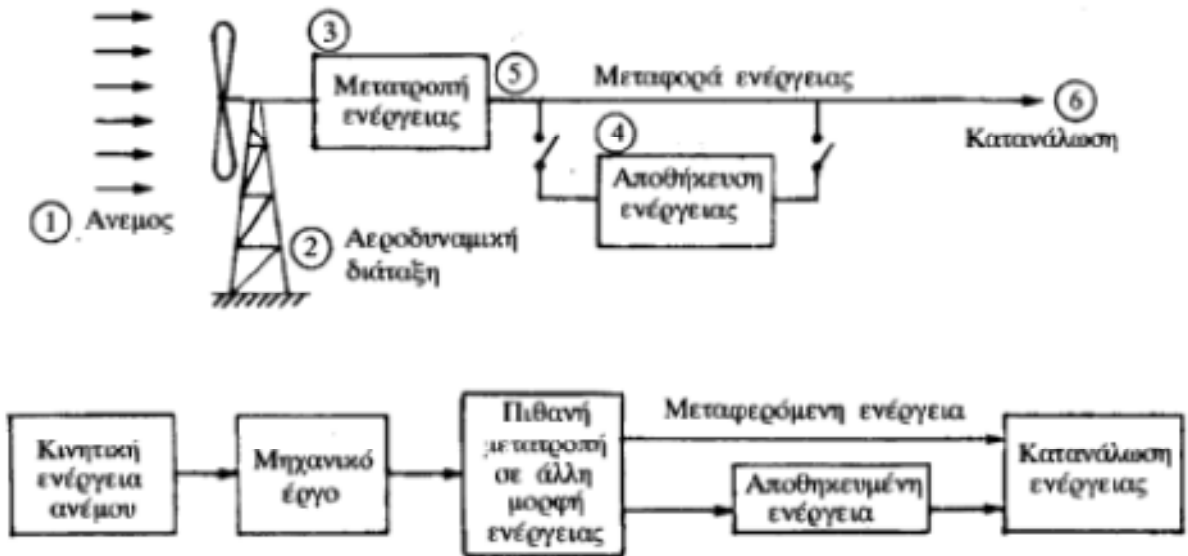 ③
Μετατροπή
ενέργειας
⑤
Μεταφορά ενέργειας
⑥
Κατανάλωση
④
Αποθήκευση
ενέργειας
① Ανεμος
② Αεροδυναμική
διάταξη
Κινητική
ενέργεια
ανέμου
Μηχανικό
έργο
Πιθανή
μετατροπή
σε άλλη
μορφή
ενέργειας
Μεταφερόμενη ενέργεια
Αποθηκευμένη
ενέργεια
Κατανάλωση
ενέργειας